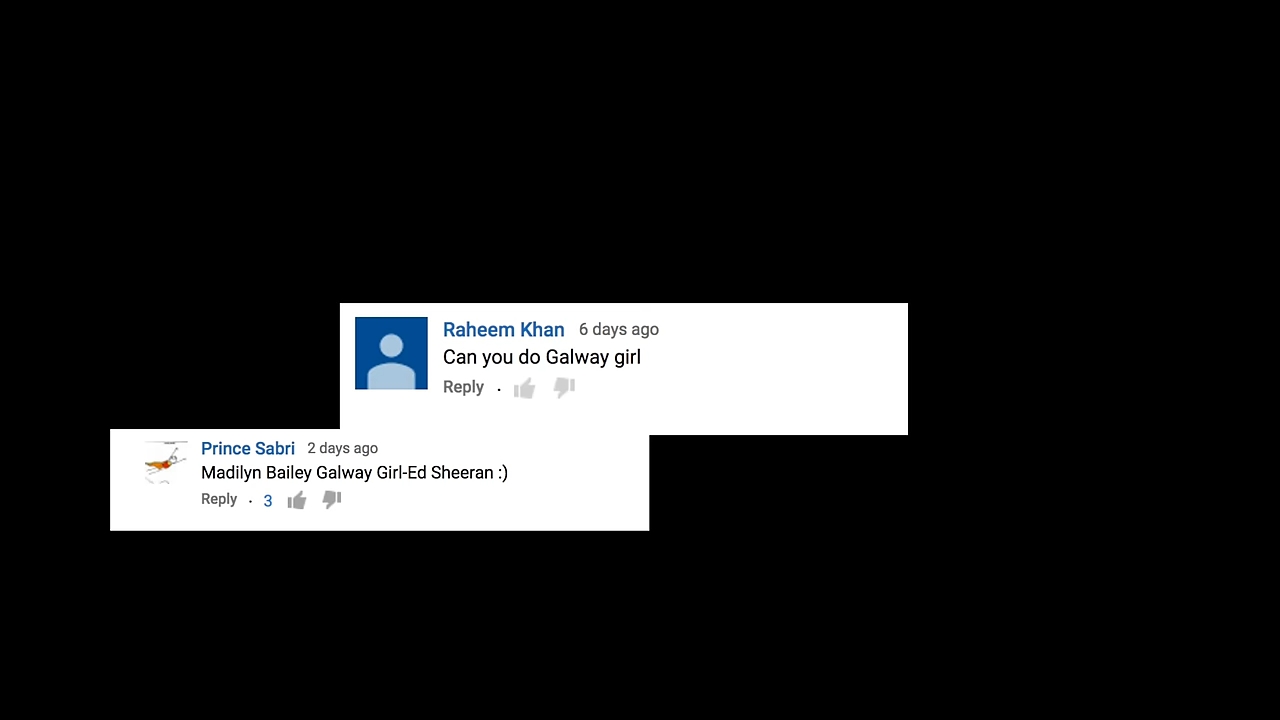 Raheem Khan 6 days ago
Can you do Galway girl
Reply .
Prince Sabri 2 days ago
Madilyn Bailey Galway Girl-Ed Sheeran :)
Reply . 3